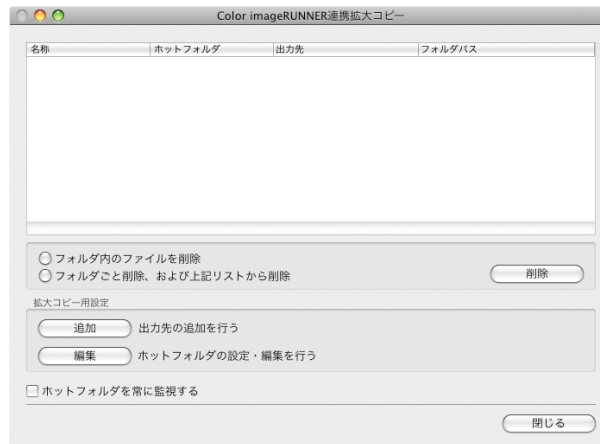 Color imageRUNNER連携拡大コピー
名称 ホットフォルダ 出力先 フォルダパス
フォルダ内のファイルを削除
フォルダごと削除、および上記リストから削除 削除
拡大コピー用設定
追加 出力先の追加を行う
編集 ホットフォルダの設定・編集を行う
ホットフォルダを常に監視する
閉じる